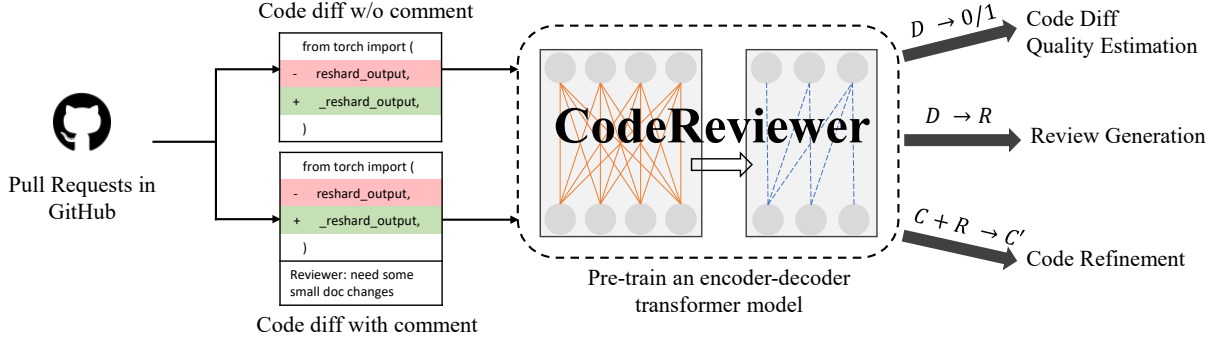 Code diff w/o comment
from torch import (
- reshard_output,
+ _reshard_output,
)
Pull Requests in
GitHub
from torch import (
- reshard_output,
+ _reshard_output,
)
Reviewer: need some
small doc changes
Code diff with comment
CodeReviewer
Pre-train an encoder-decoder
transformer model
D → 0/1
Code Diff
Quality Estimation
D → R
Review Generation
C + R → C′
Code Refinement